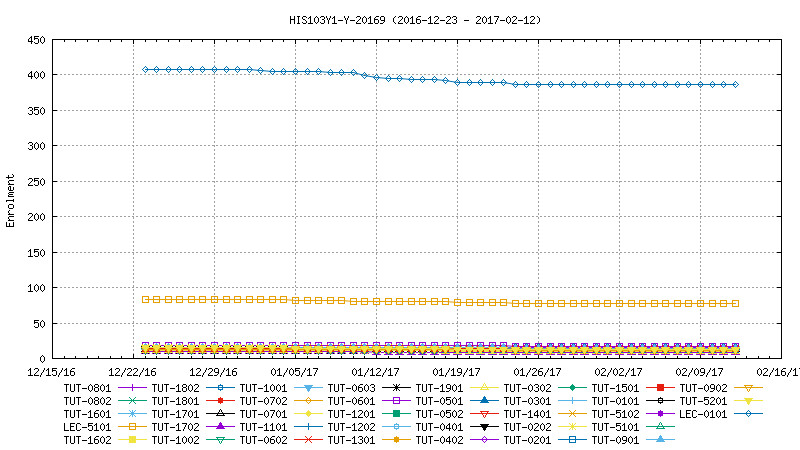 HIS103Y1-Y-20169 (2016-12-23 - 2017-02-12)
450
400
350
300
250
200
150
100
50
0
Enrolment
12/15/16 12/22/16 12/29/16 01/05/17 01/12/17 01/19/17 01/26/17 02/02/17 02/09/17 02/16/17
TUT-0801 TUT-1802 TUT-1001 TUT-0603 TUT-1901 TUT-0302 TUT-1501 TUT-0902
TUT-0802 TUT-1801 TUT-0702 TUT-0601 TUT-0501 TUT-0301 TUT-0101 TUT-5201
TUT-1601 TUT-1701 TUT-0701 TUT-1201 TUT-0502 TUT-1401 TUT-5102 LEC-0101
LEC-5101 TUT-1702 TUT-1101 TUT-1202 TUT-0401 TUT-0202 TUT-5101
TUT-1602 TUT-1002 TUT-0602 TUT-1301 TUT-0402 TUT-0201 TUT-0901